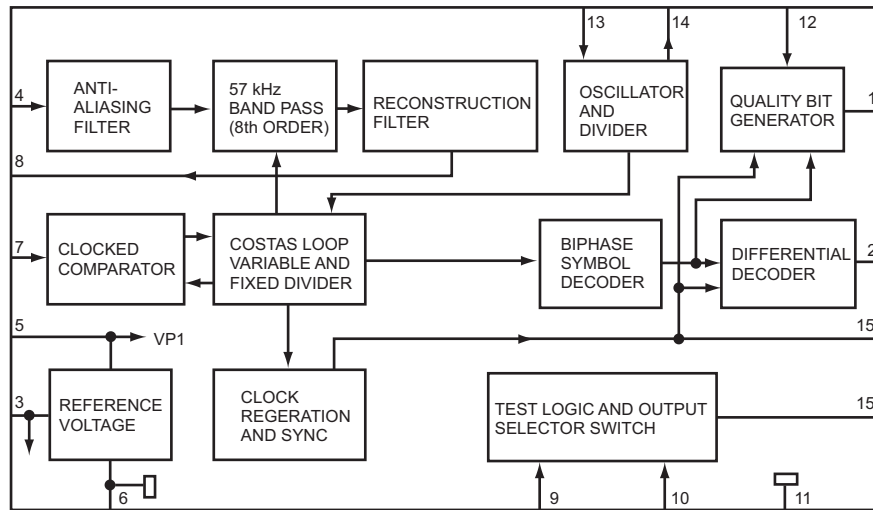 13
14
12
4
ANTI-
ALIASING
FILTER
57 kHz
BAND PASS
(8th ORDER)
RECONSTRUCTION
FILTER
OSCILLATOR
AND
DIVIDER
QUALITY BIT
GENERATOR
1
8
7
CLOCKED
COMPARATOR
COSTAS LOOP
VARIABLE AND
FIXED DIVIDER
BIPHASE
SYMBOL
DECODER
DIFFERENTIAL
DECODER
2
5
VP1
15
3
REFERENCE
VOLTAGE
CLOCK
REGERATION
AND SYNC
TEST LOGIC AND OUTPUT
SELECTOR SWITCH
15
6
9
10
11